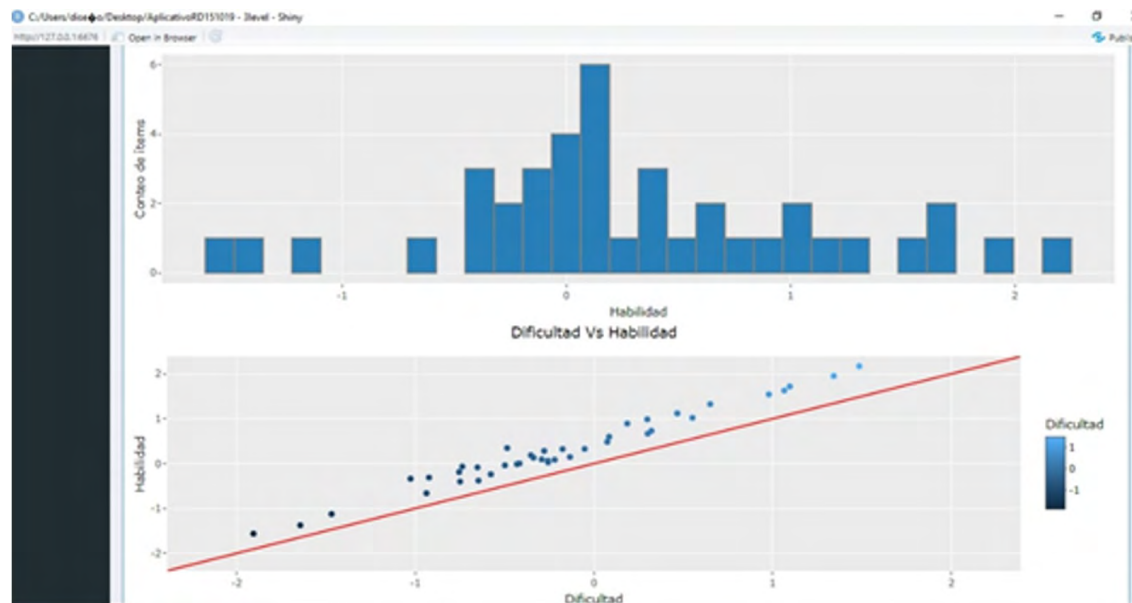 C:/Users/dise�o/Desktop/AplicativoRD151019 - 3level - Shiny
http://127.0.0.1:6676 Open in Browser
6
4
2
0
Conteo de ítems
-1 0 1 2
Habilidad
Dificultad Vs Habilidad
2
1
0
-1
-2
Habilidad
-2 -1 0 1 2
Dificultad
Dificultad
1
0
-1